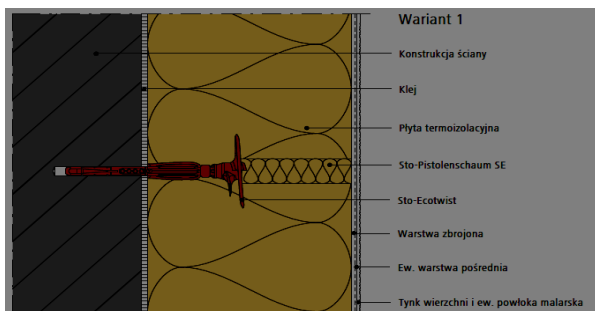 Wariant 1
Konstrukcja ściany
Klej
Płyta termoizolacyjna
Sto-Pistolenschaum SE
Sto-Ecotwist
Warstwa zbrojona
Ew. warstwa pośrednia
Tynk wierzchni i ew. powłoka malarska